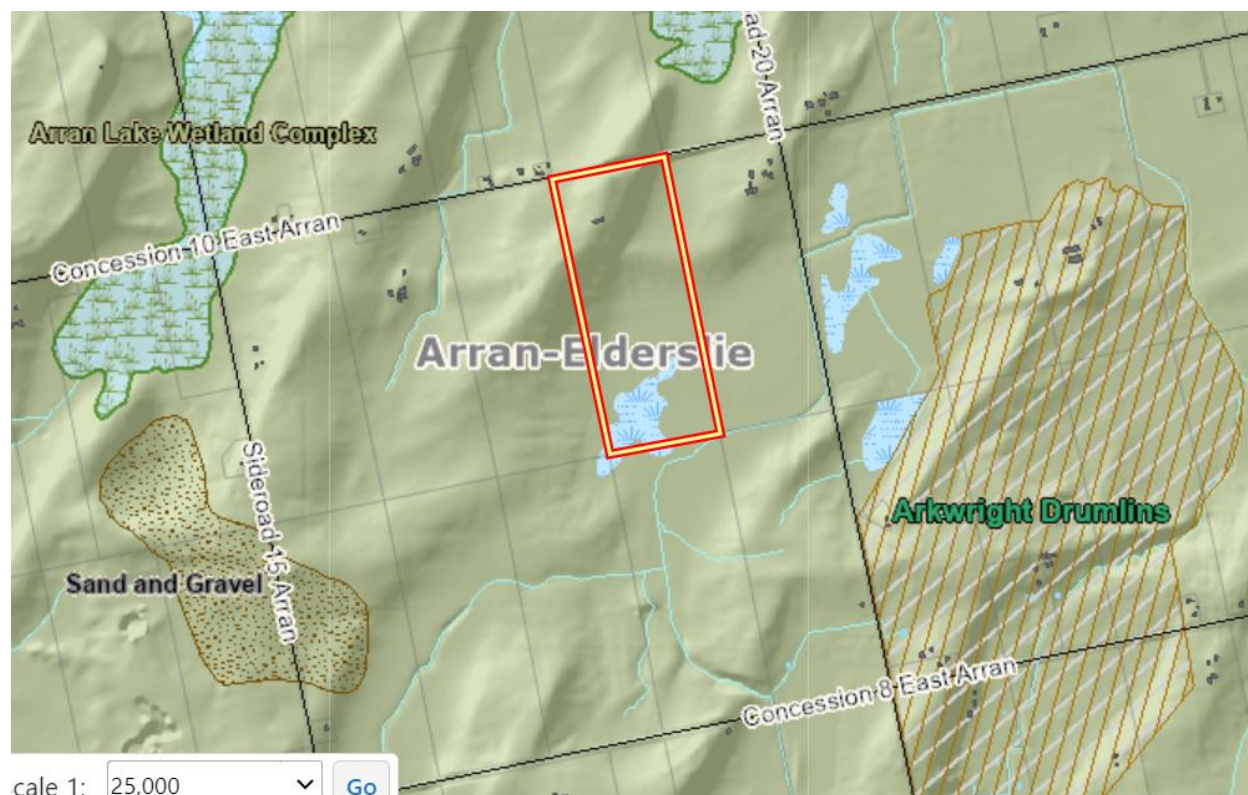 ad 20 Arran
Arran Lake Wetland Complex
Concession 10 East Arran
Arran-Elderslie
Sideroad 15 Arran
Arkwright Drumlins
Sand and Gravel
Concession 8 East Arran
cale 1: 25,000 Go